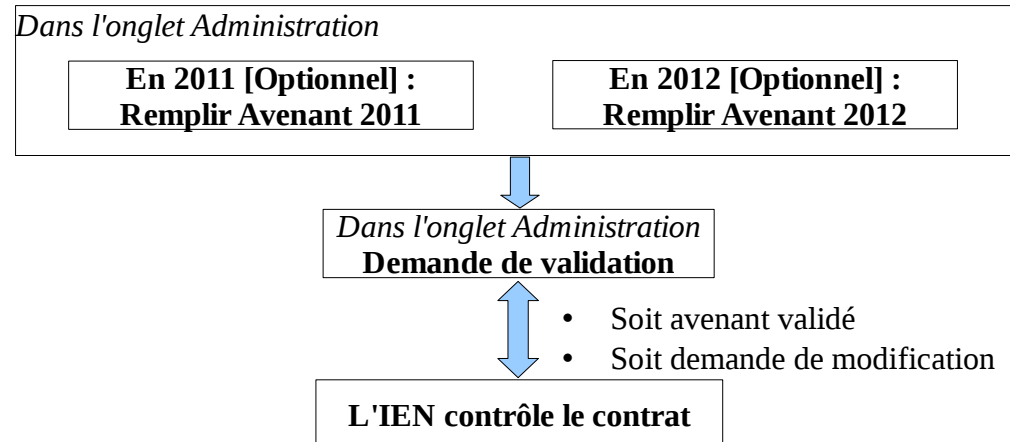 Dans l'onglet Administration
En 2011 [Optionnel] :
Remplir Avenant 2011
En 2012 [Optionnel] :
Remplir Avenant 2012
Dans l'onglet Administration
Demande de validation
• Soit avenant validé
• Soit demande de modification
L'IEN contrôle le contrat